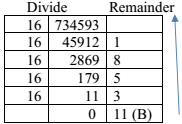 Divide Remainder
16 734593
16 45912 1
16 2869 8
16 179 5
16 11 3
0 11 (B)